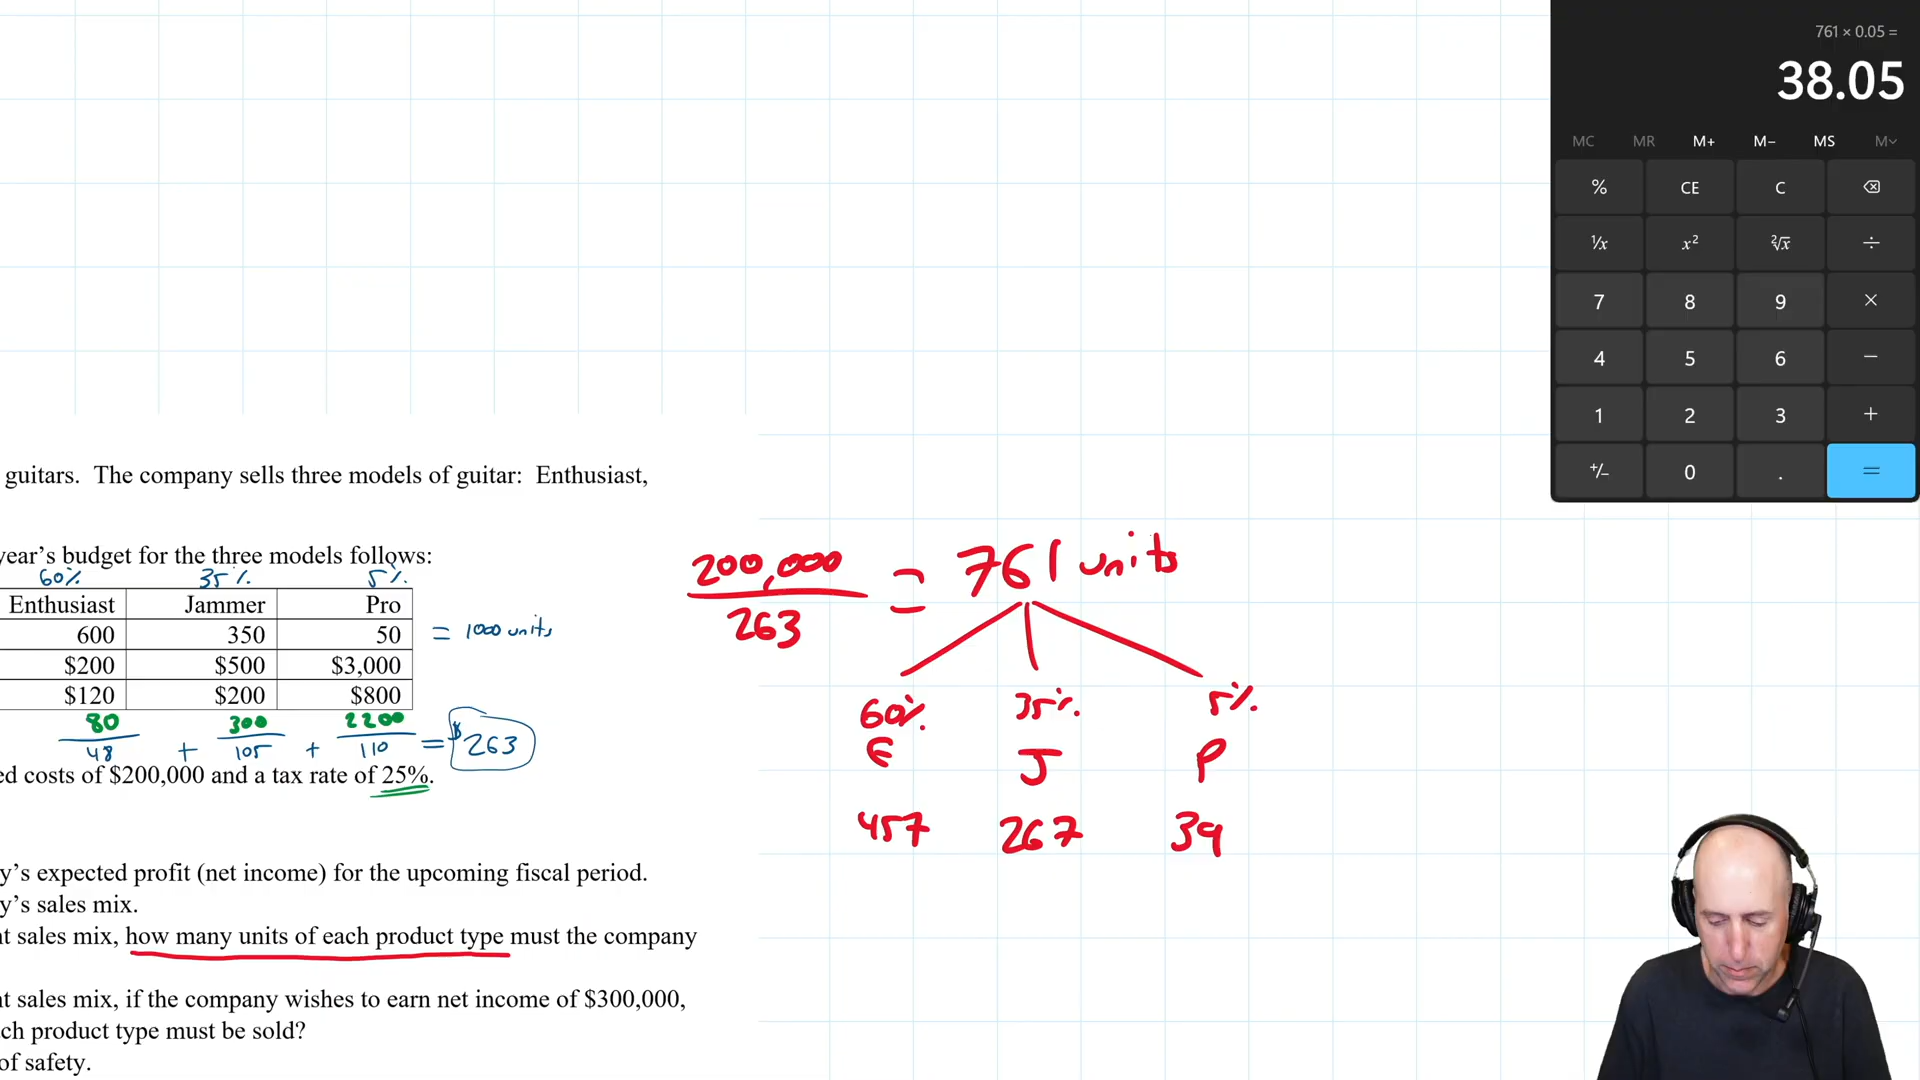 761 × 0.05 =
38.05
MC MR M+ M− MS M˅
% CE C ⌫
¹/x x² ²√x ÷
7 8 9 ×
4 5 6 −
1 2 3 +
⁺/₋ 0 . =
guitars. The company sells three models of guitar: Enthusiast,
year’s budget for the three models follows:
60% 35% 5%
Enthusiast Jammer Pro
600 350 50 = 1000 units
$200 $500 $3,000
$120 $200 $800
80 300 2200
48 + 105 + 110 = $263
ed costs of $200,000 and a tax rate of 25%.
y’s expected profit (net income) for the upcoming fiscal period.
y’s sales mix.
nt sales mix, how many units of each product type must the company
nt sales mix, if the company wishes to earn net income of $300,000,
ch product type must be sold?
of safety.
200,000 = 761 units
263
60% 35% 5%
E J P
457 267 39